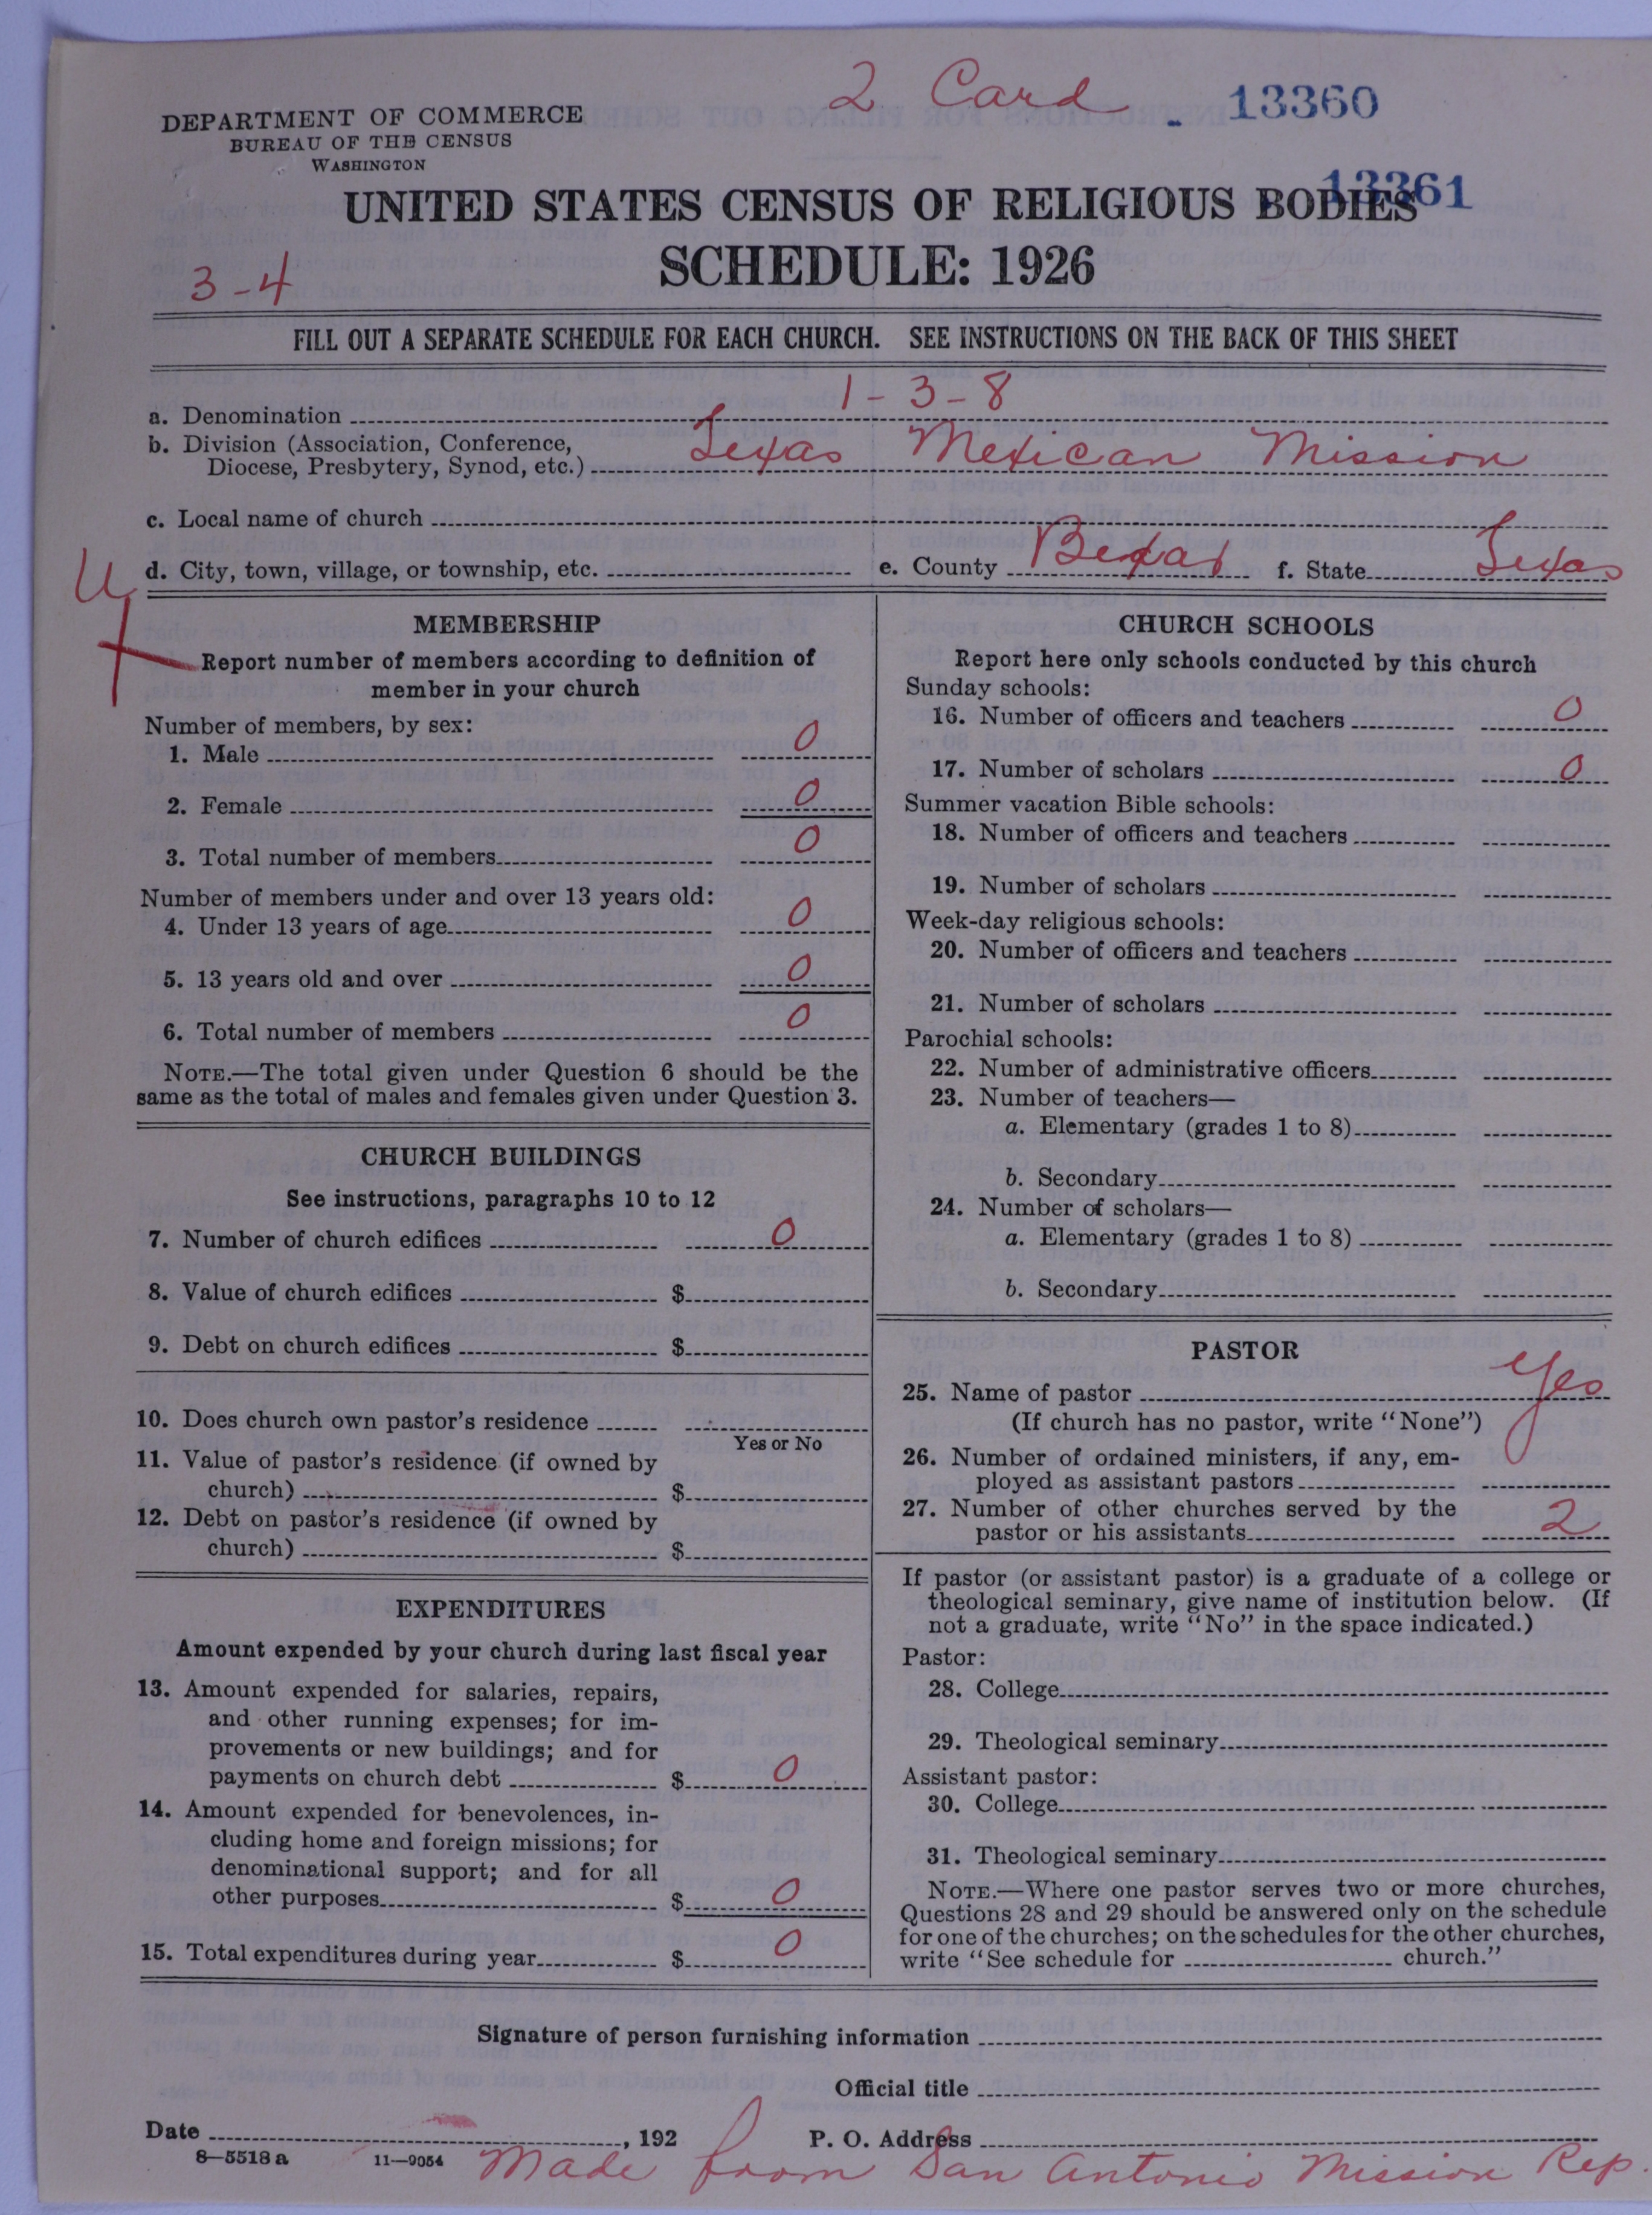 2 Card - 13360
DEPARTMENT OF COMMERCE
BUREAU OF THE CENSUS
WASHINGTON
13361
UNITED STATES CENSUS OF RELIGIOUS BODIES
SCHEDULE: 1926
3-4
FILL OUT A SEPARATE SCHEDULE FOR EACH CHURCH. SEE INSTRUCTIONS ON THE BACK OF THIS SHEET
a. Denomination 1-3-8
b. Division (Association, Conference,
Diocese, Presbytery, Synod, etc.) Texas Mexican Mission
c. Local name of church
d. City, town, village, or township, etc. e. County Bexar f. State Texas
U
MEMBERSHIP
Report number of members according to definition of
member in your church
Number of members, by sex:
1. Male 0
2. Female 0
3. Total number of members 0
Number of members under and over 13 years old:
4. Under 13 years of age 0
5. 13 years old and over 0
6. Total number of members 0
NOTE.—The total given under Question 6 should be the
same as the total of males and females given under Question 3.
CHURCH BUILDINGS
See instructions, paragraphs 10 to 12
7. Number of church edifices 0
8. Value of church edifices $
9. Debt on church edifices $
10. Does church own pastor's residence
Yes or No
11. Value of pastor's residence (if owned by
church) $
12. Debt on pastor's residence (if owned by
church) $
EXPENDITURES
Amount expended by your church during last fiscal year
13. Amount expended for salaries, repairs,
and other running expenses; for im-
provements or new buildings; and for
payments on church debt $ 0
14. Amount expended for benevolences, in-
cluding home and foreign missions; for
denominational support; and for all
other purposes $ 0
15. Total expenditures during year $ 0
CHURCH SCHOOLS
Report here only schools conducted by this church
Sunday schools:
16. Number of officers and teachers 0
17. Number of scholars 0
Summer vacation Bible schools:
18. Number of officers and teachers
19. Number of scholars
Week-day religious schools:
20. Number of officers and teachers
21. Number of scholars
Parochial schools:
22. Number of administrative officers
23. Number of teachers—
a. Elementary (grades 1 to 8)
b. Secondary
24. Number of scholars—
a. Elementary (grades 1 to 8)
b. Secondary
PASTOR
25. Name of pastor yes
(If church has no pastor, write "None")
26. Number of ordained ministers, if any, em-
ployed as assistant pastors
27. Number of other churches served by the
pastor or his assistants 2
If pastor (or assistant pastor) is a graduate of a college or
theological seminary, give name of institution below. (If
not a graduate, write "No" in the space indicated.)
Pastor:
28. College
29. Theological seminary
Assistant pastor:
30. College
31. Theological seminary
NOTE.—Where one pastor serves two or more churches,
Questions 28 and 29 should be answered only on the schedule
for one of the churches; on the schedules for the other churches,
write "See schedule for church."
Signature of person furnishing information
Official title
Date , 192 P. O. Address
8—5518 a 11—9054 Made from San Antonio Mission Rep.